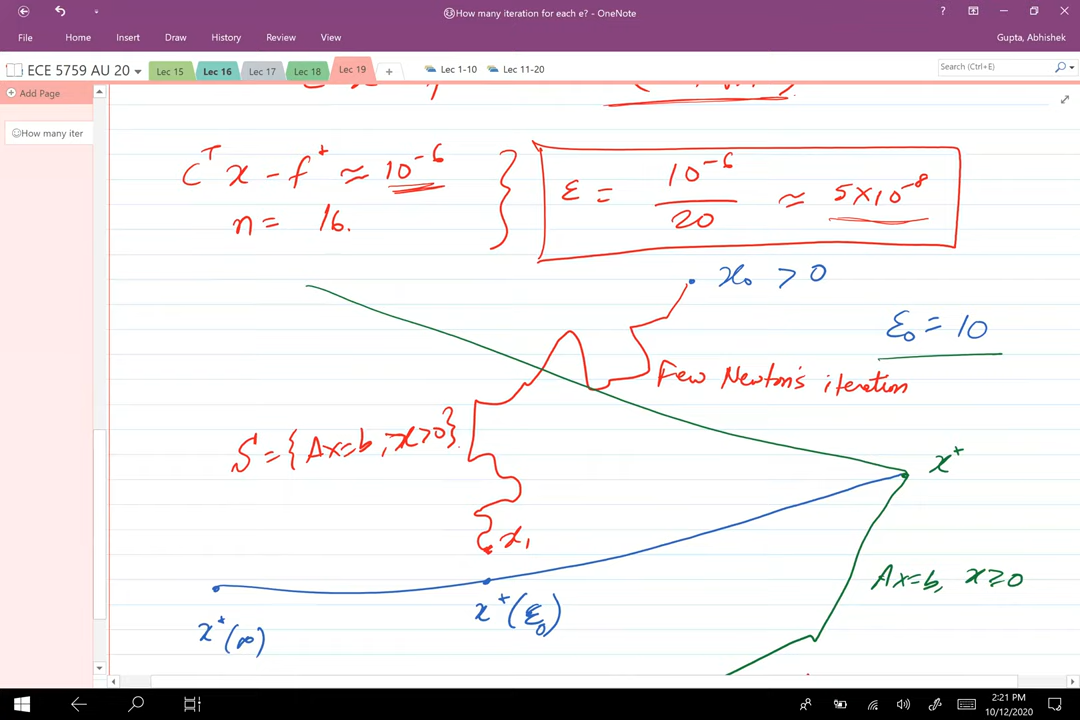 ☺How many iteration for each e? - OneNote
?
File Home Insert Draw History Review View
Gupta, Abhishek
ECE 5759 AU 20
Lec 15 Lec 16 Lec 17 Lec 18 Lec 19 +
Lec 1-10 Lec 11-20
Search (Ctrl+E)
Add Page
☺How many iter
Cᵀx − f* ≈ 10⁻⁶
n = 16.
ε = 10⁻⁶ / 20 ≈ 5×10⁻⁸
x₀ > 0
ε₀ = 10
Few Newton's iteration
S = {Ax=b, x>0}
x*
x₁
Ax=b, x≥0
x*(ε₀)
x*(∞)
2:21 PM
10/12/2020